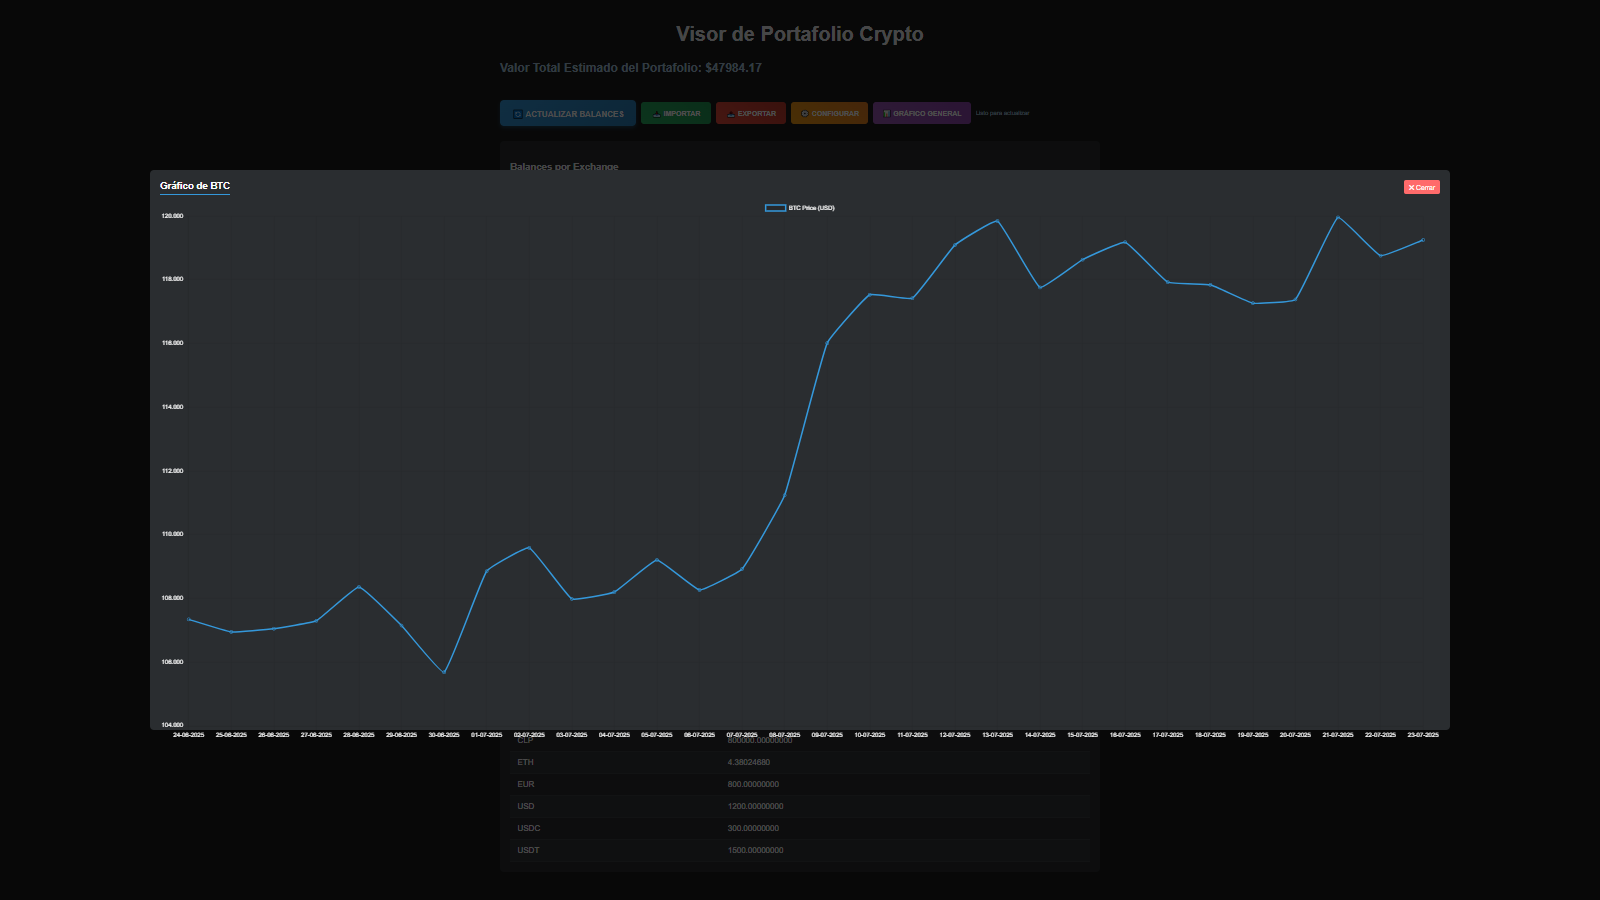 Visor de Portafolio Crypto
Valor Total Estimado del Portafolio: $47984.17
ACTUALIZAR BALANCES
IMPORTAR
EXPORTAR
CONFIGURAR
GRÁFICO GENERAL
Listo para actualizar
Balances por Exchange
Gráfico de BTC
Cerrar
BTC Price (USD)
120.000
118.000
116.000
114.000
112.000
110.000
108.000
106.000
104.000
24-06-2025 25-06-2025 26-06-2025 27-06-2025 28-06-2025 29-06-2025 30-06-2025 01-07-2025 02-07-2025 03-07-2025 04-07-2025 05-07-2025 06-07-2025 07-07-2025 08-07-2025 09-07-2025 10-07-2025 11-07-2025 12-07-2025 13-07-2025 14-07-2025 15-07-2025 16-07-2025 17-07-2025 18-07-2025 19-07-2025 20-07-2025 21-07-2025 22-07-2025 23-07-2025
CLP
ETH 4.38024680
EUR 800.00000000
USD 1200.00000000
USDC 300.00000000
USDT 1500.00000000